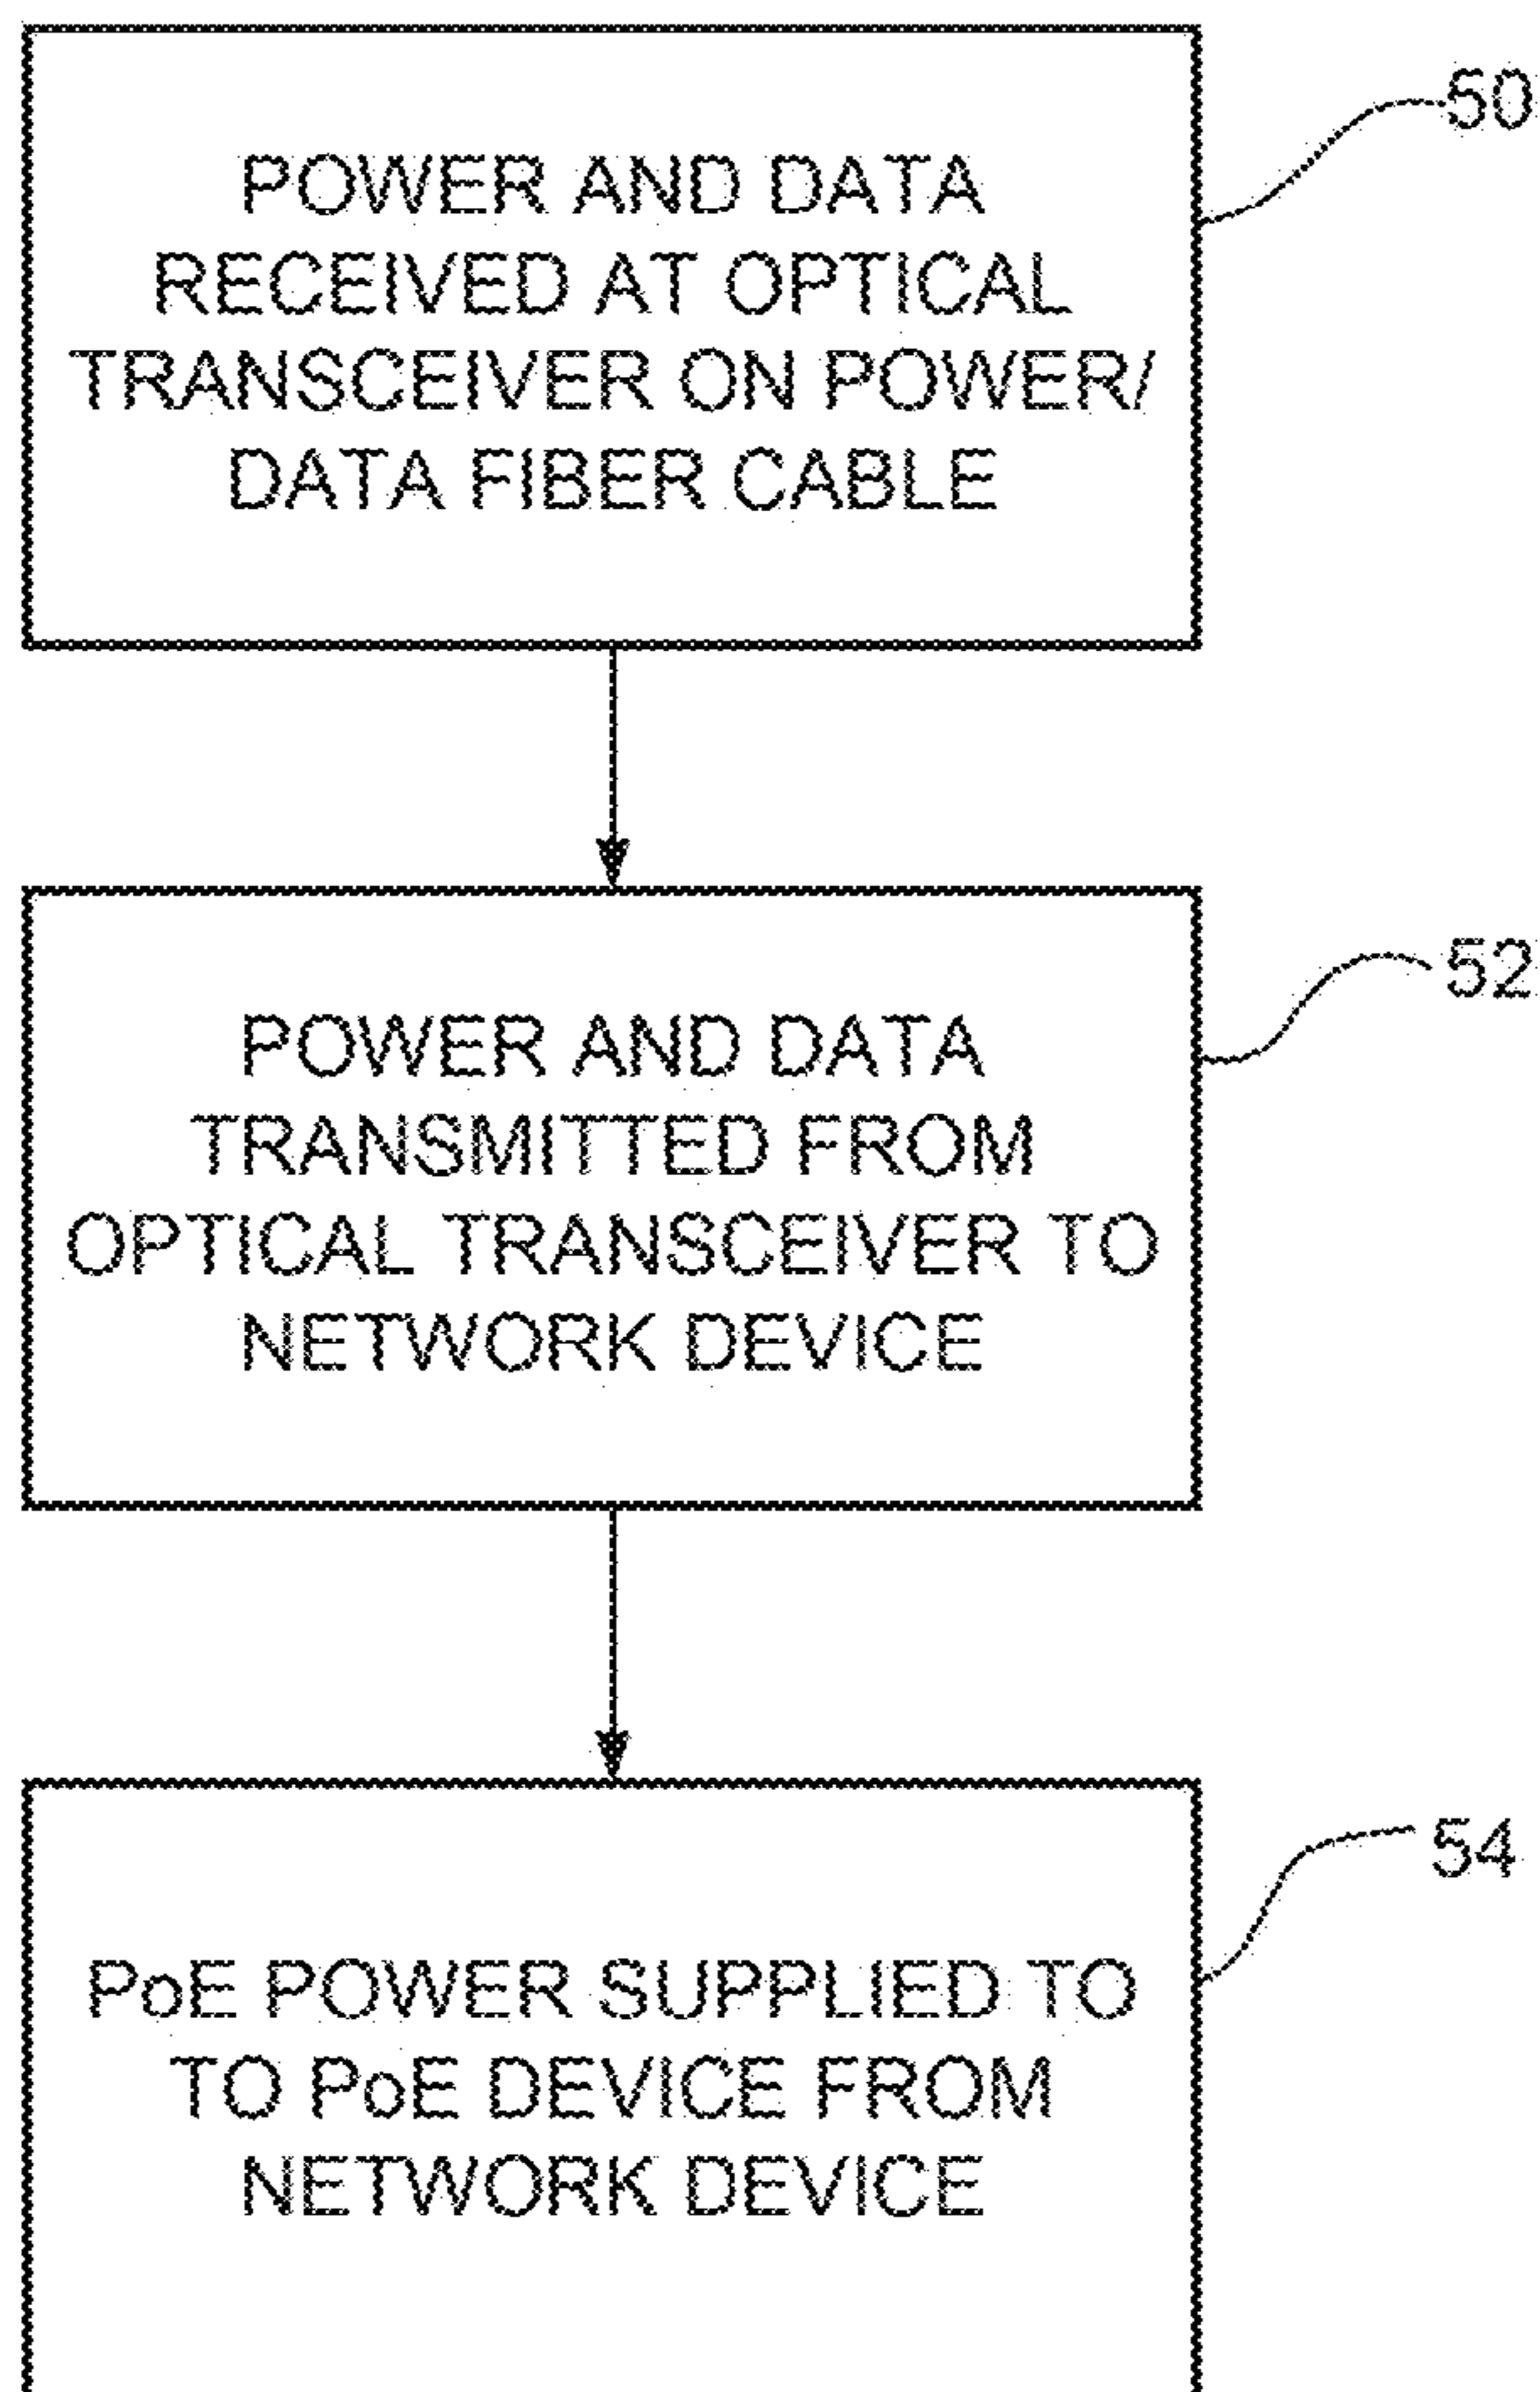 POWER AND DATA
RECEIVED AT OPTICAL
TRANSCEIVER ON POWER/
DATA FIBER CABLE
50
POWER AND DATA
TRANSMITTED FROM
OPTICAL TRANSCEIVER TO
NETWORK DEVICE
52
PoE POWER SUPPLIED TO
TO PoE DEVICE FROM
NETWORK DEVICE
54